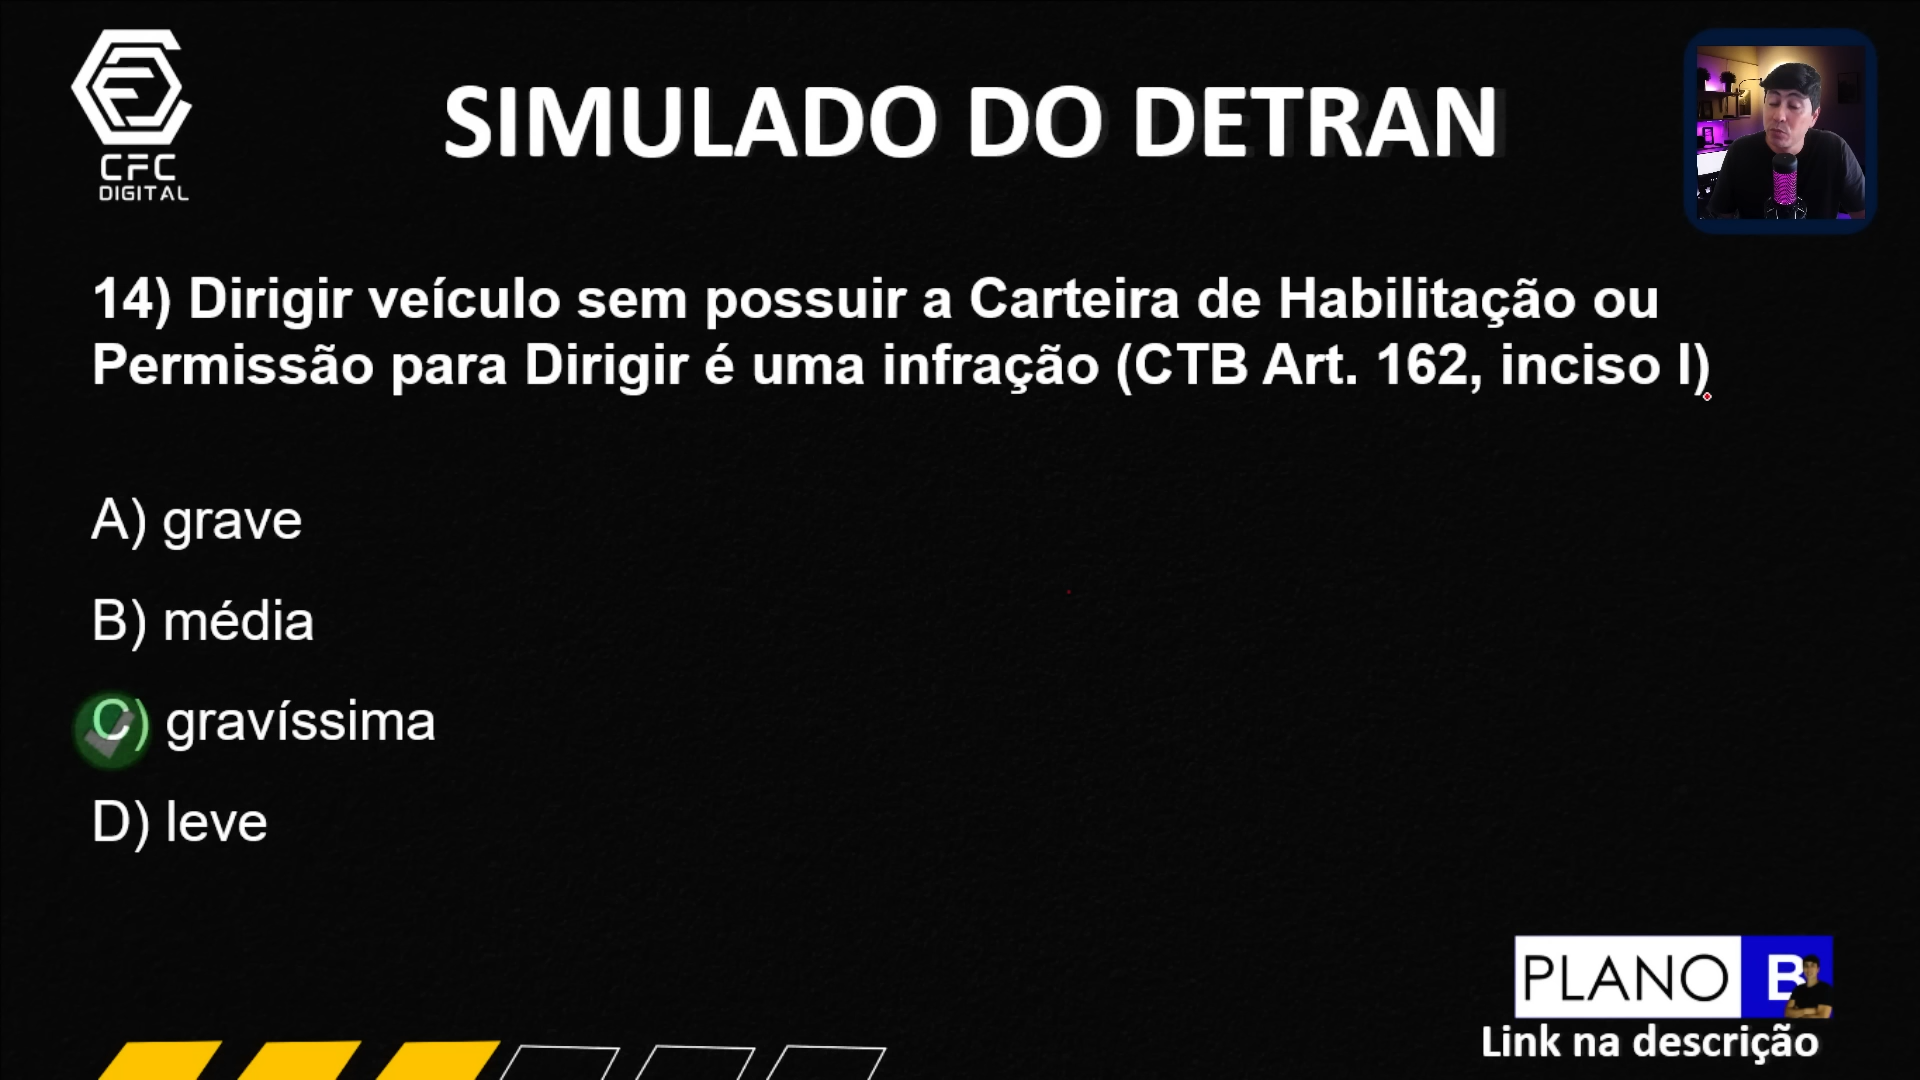 CFC
DIGITAL
SIMULADO DO DETRAN
14) Dirigir veículo sem possuir a Carteira de Habilitação ou
Permissão para Dirigir é uma infração (CTB Art. 162, inciso I)
A) grave
B) média
C) gravíssima
D) leve
PLANO B
Link na descrição